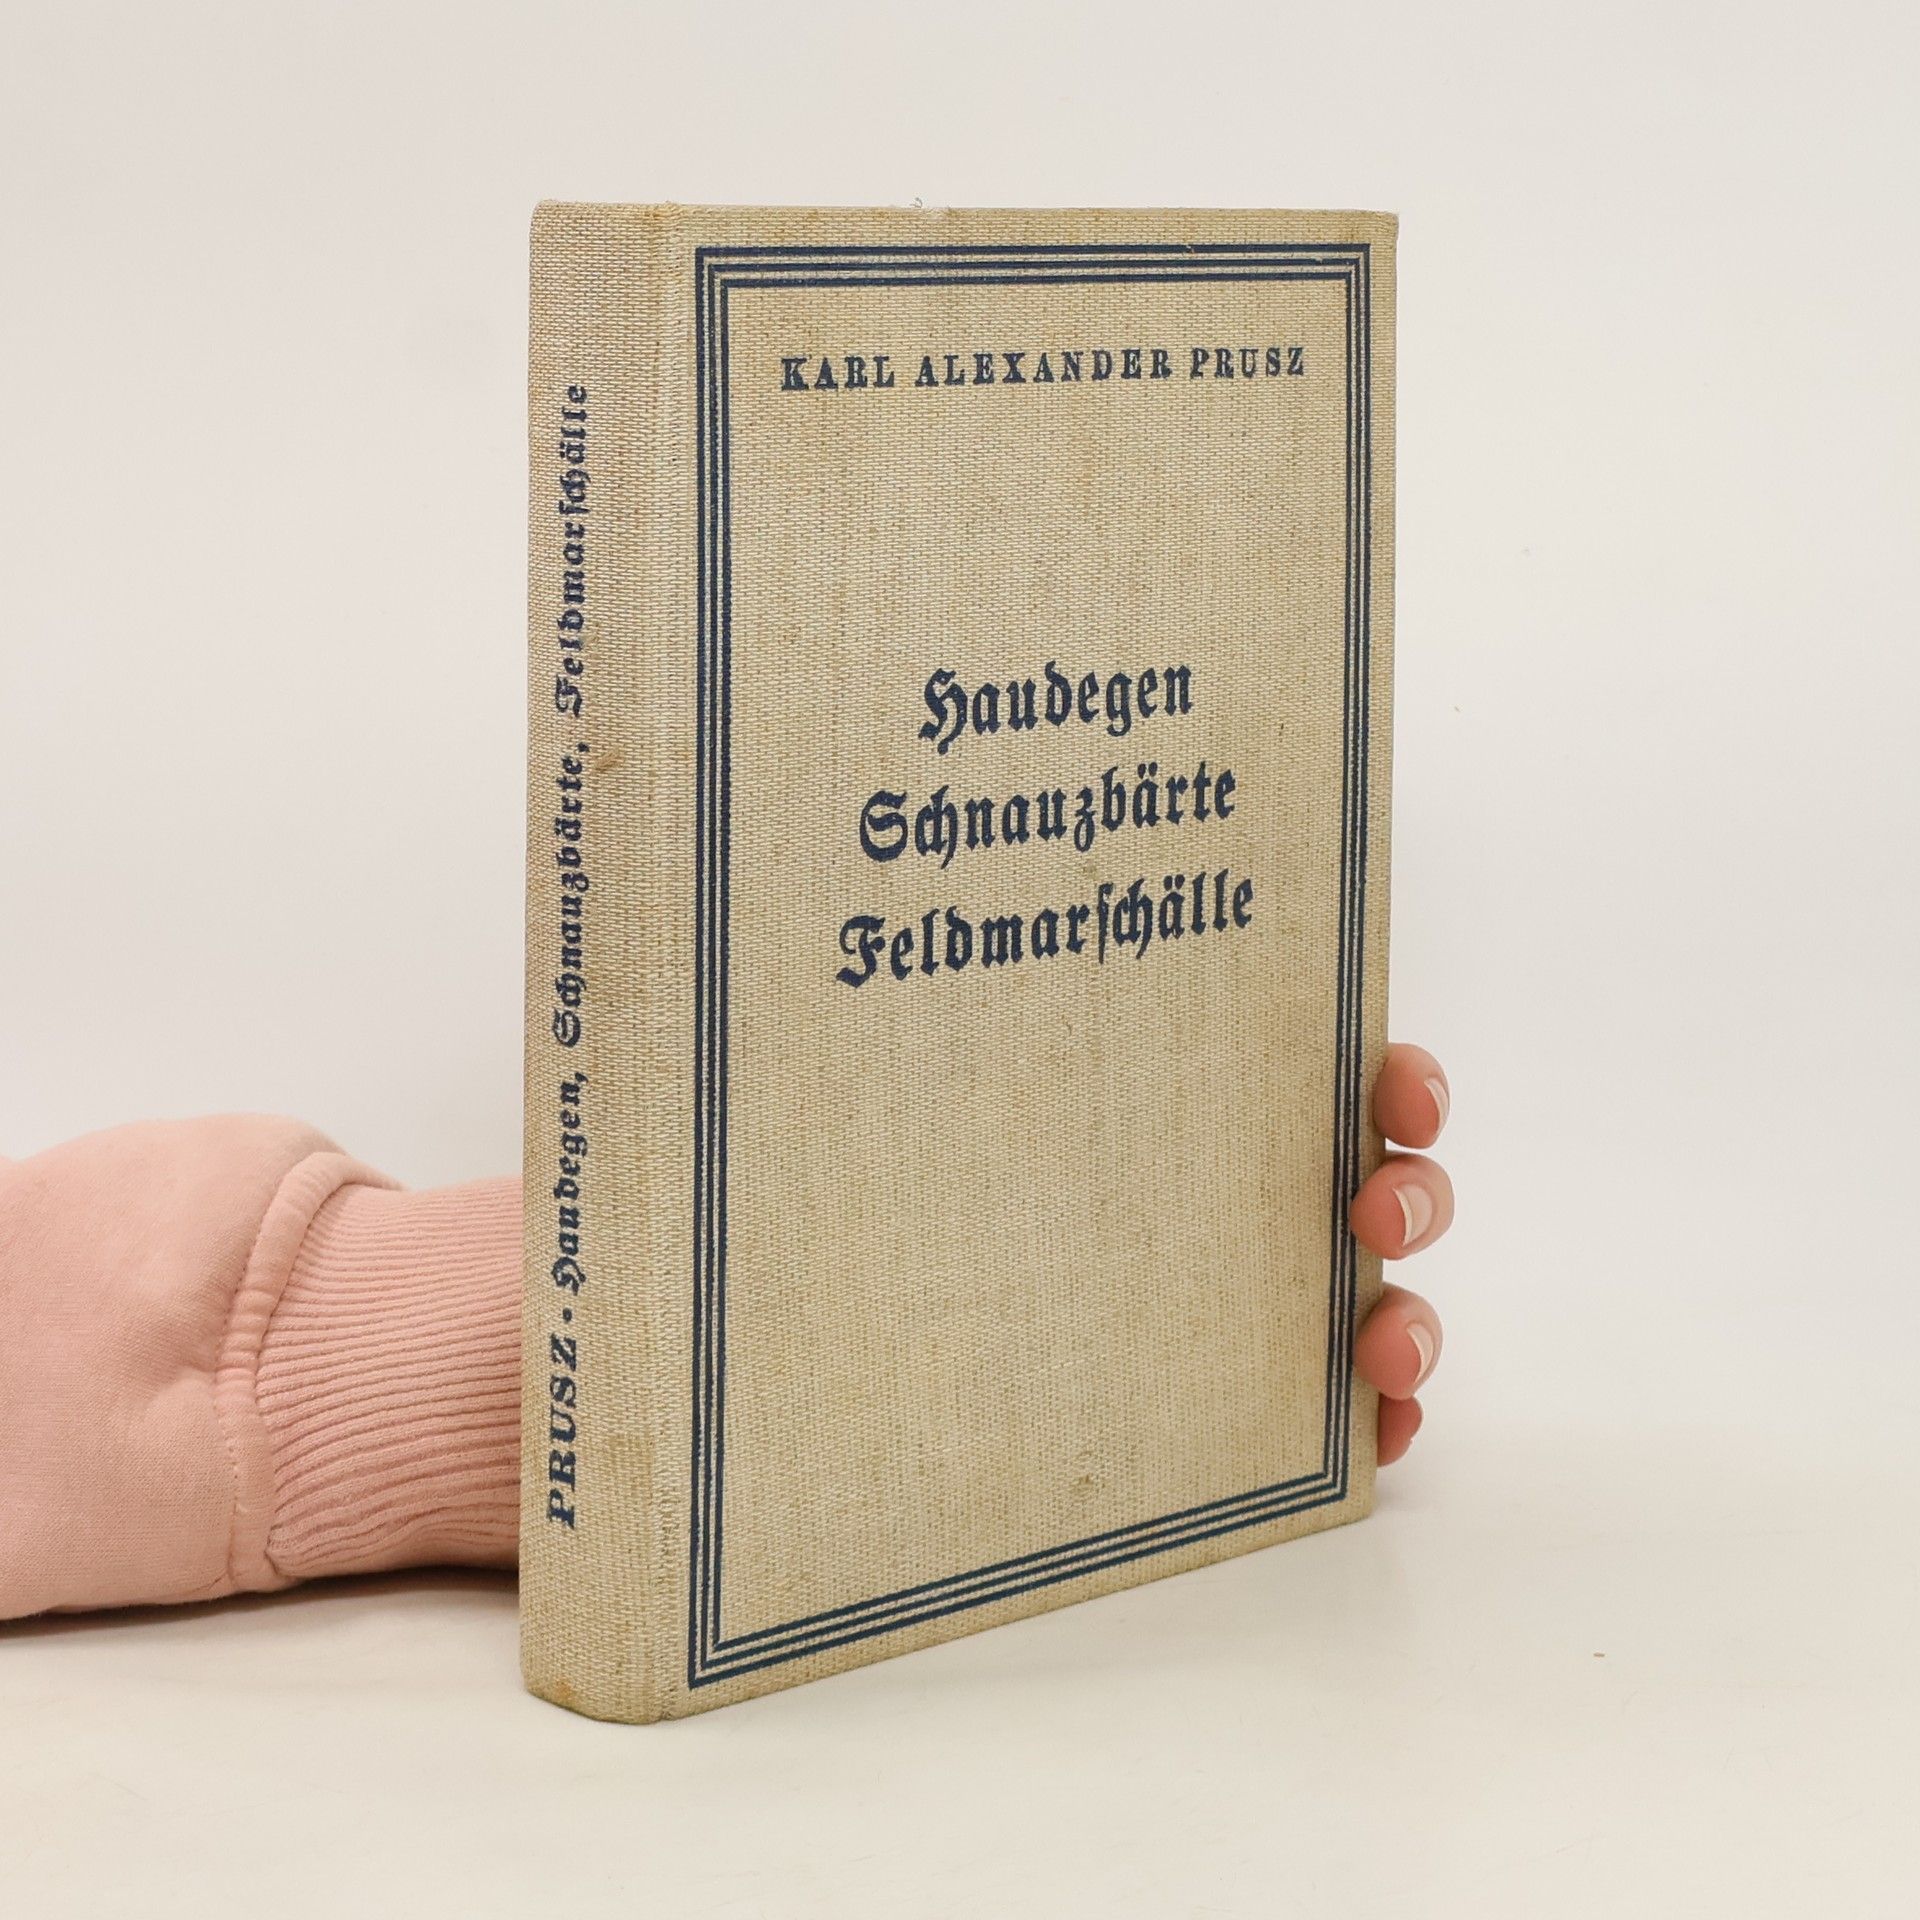 KARL ALEXANDER PRUSZ
Haudegen
Schnauzbärte
Feldmarſchälle
PRUSZ · Haudegen, Schnauzbärte, Feldmarſchälle